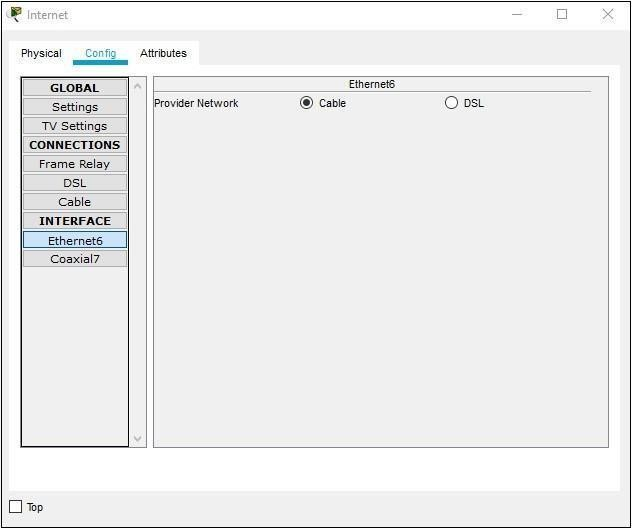 Internet
Physical Config Attributes
GLOBAL
Settings
TV Settings
CONNECTIONS
Frame Relay
DSL
Cable
INTERFACE
Ethernet6
Coaxial7
Ethernet6
Provider Network Cable DSL
Top